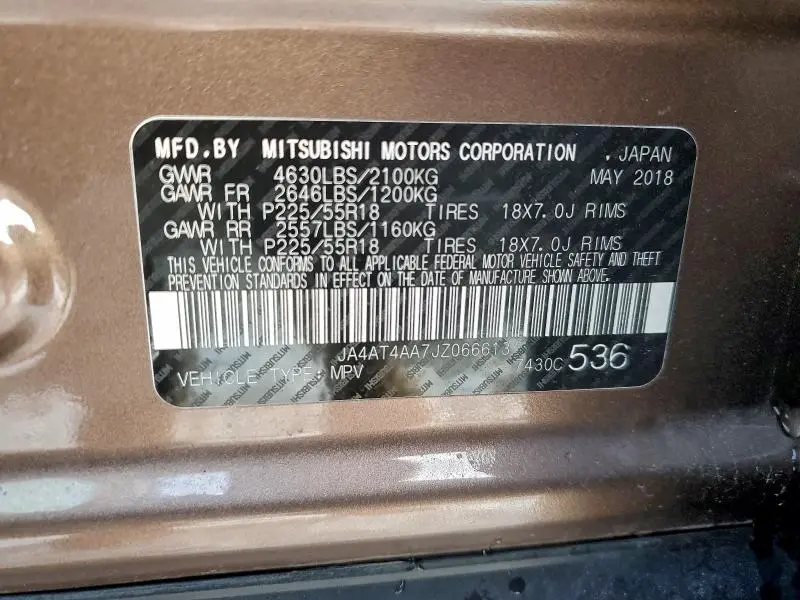 MFD.BY MITSUBISHI MOTORS CORPORATION , JAPAN
GVWR 4630LBS/2100KG MAY 2018
GAWR FR 2646LBS/1200KG
WITH P225/55R18 TIRES 18X7.0J RIMS
GAWR RR 2557LBS/1160KG
WITH P225/55R18 TIRES 18X7.0J RIMS
THIS VEHICLE CONFORMS TO ALL APPLICABLE FEDERAL MOTOR VEHICLE SAFETY AND THEFT
PREVENTION STANDARDS IN EFFECT ON THE DATE OF MANUFACTURE SHOWN ABOVE.
JA4AT4AA7JZ066613
VEHICLE TYPE: MPV 7430C 536